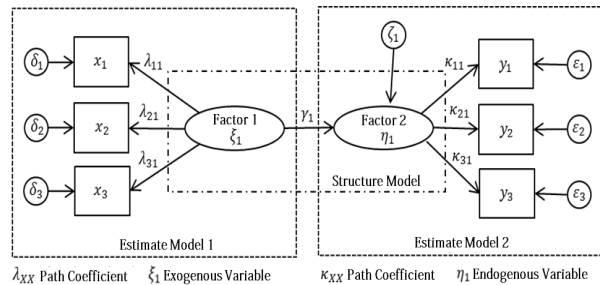 δ₁ x₁ λ₁₁ ζ₁ κ₁₁ y₁ ε₁
δ₂ x₂ λ₂₁ Factor 1 ξ₁ γ₁ Factor 2 η₁ κ₂₁ y₂ ε₂
δ₃ x₃ λ₃₁ κ₃₁ y₃ ε₃
Structure Model
Estimate Model 1 Estimate Model 2
λ_XX Path Coefficient ξ₁ Exogenous Variable κ_XX Path Coefficient η₁ Endogenous Variable